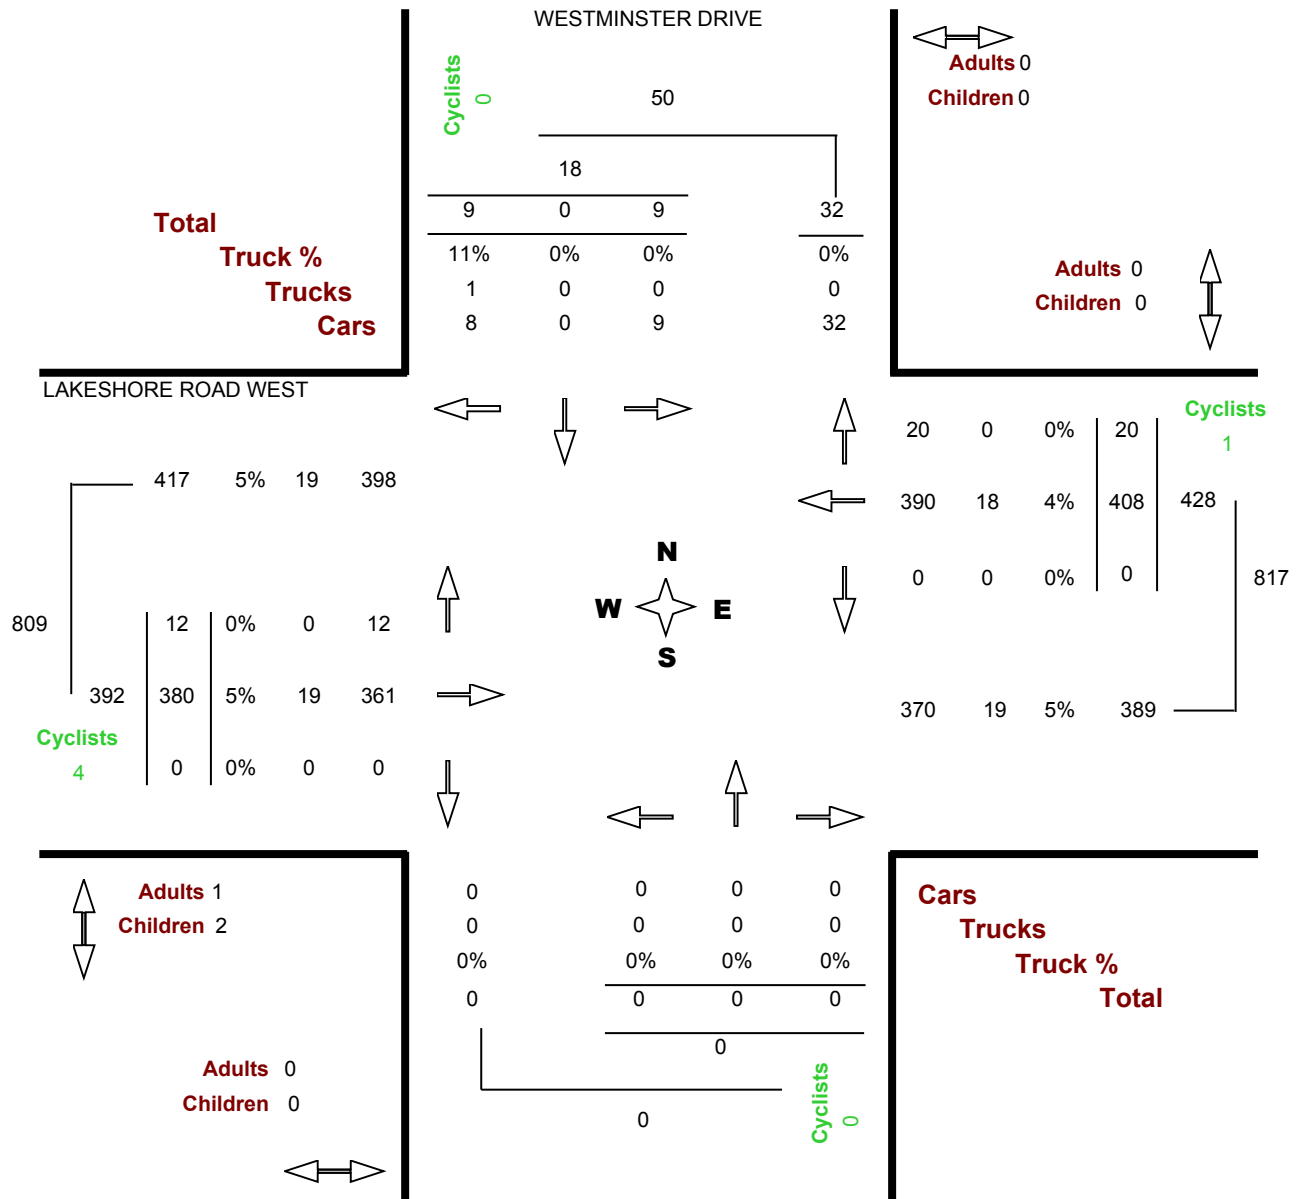 WESTMINSTER DRIVE
Adults 0
Children 0
Cyclists
0
50
18
9 0 9 32
Total
Truck %
Trucks
Cars
11% 0% 0% 0%
1 0 0 0
8 0 9 32
Adults 0
Children 0
LAKESHORE ROAD WEST
Cyclists
1
20 0 0% 20
417 5% 19 398
390 18 4% 408 428
0 0 0% 0
817
N
W E
S
809
12 0% 0 12
392 380 5% 19 361
370 19 5% 389
Cyclists
4
0 0% 0 0
Adults 1
Children 2
0 0 0 0
0 0 0 0
0% 0% 0% 0%
0 0 0 0
0
0
Cyclists
0
Cars
Trucks
Truck %
Total
Adults 0
Children 0